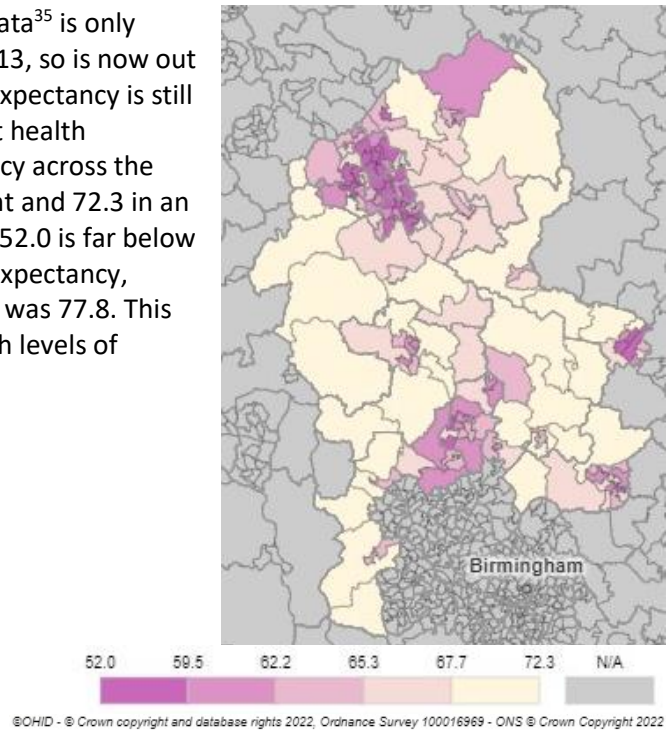 ata³⁵ is only
13, so is now out
xpectancy is still
t health
cy across the
nt and 72.3 in an
52.0 is far below
expectancy,
was 77.8. This
h levels of
Birmingham
52.0 59.5 62.2 65.3 67.7 72.3 N/A
©OHID - © Crown copyright and database rights 2022, Ordnance Survey 100016969 - ONS © Crown Copyright 2022